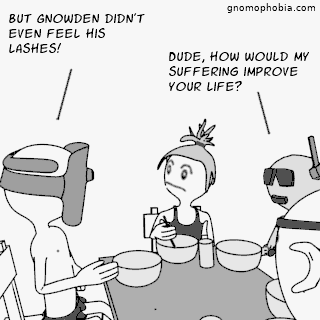 gnomophobia.com
BUT GNOWDEN DIDN'T
EVEN FEEL HIS
LASHES!
DUDE, HOW WOULD MY
SUFFERING IMPROVE
YOUR LIFE?